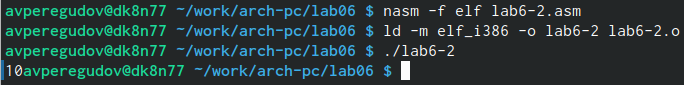 avperegudov@dk8n77 ~/work/arch-pc/lab06 $ nasm -f elf lab6-2.asm
avperegudov@dk8n77 ~/work/arch-pc/lab06 $ ld -m elf_i386 -o lab6-2 lab6-2.o
avperegudov@dk8n77 ~/work/arch-pc/lab06 $ ./lab6-2
10avperegudov@dk8n77 ~/work/arch-pc/lab06 $